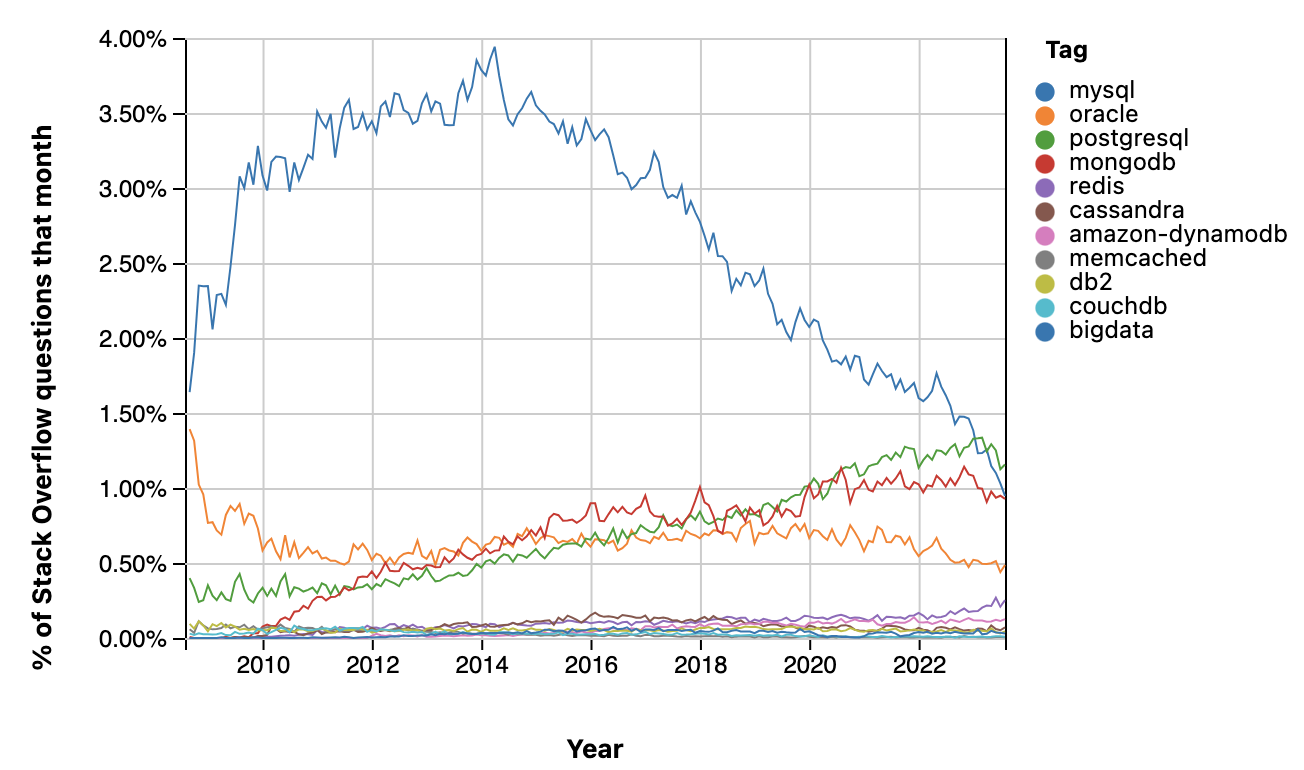 4.00%
3.50%
3.00%
2.50%
2.00%
1.50%
1.00%
0.50%
0.00%
% of Stack Overflow questions that month
2010 2012 2014 2016 2018 2020 2022
Year
Tag
mysql
oracle
postgresql
mongodb
redis
cassandra
amazon-dynamodb
memcached
db2
couchdb
bigdata